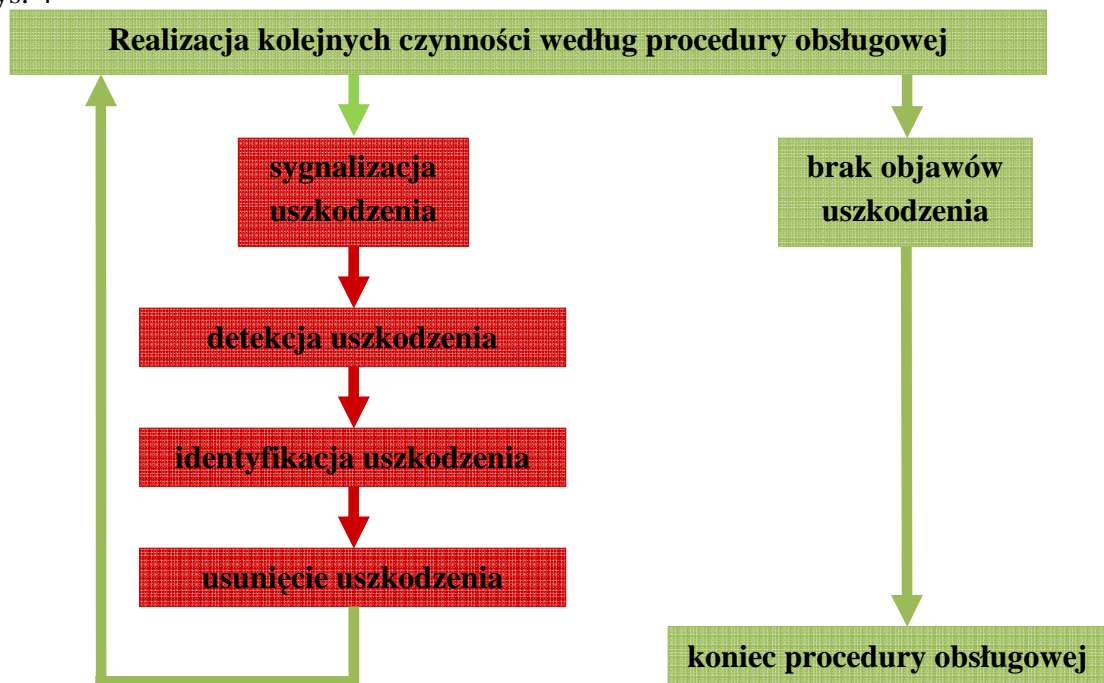 Realizacja kolejnych czynności według procedury obsługowej
sygnalizacja
uszkodzenia
brak objawów
uszkodzenia
detekcja uszkodzenia
identyfikacja uszkodzenia
usunięcie uszkodzenia
koniec procedury obsługowej